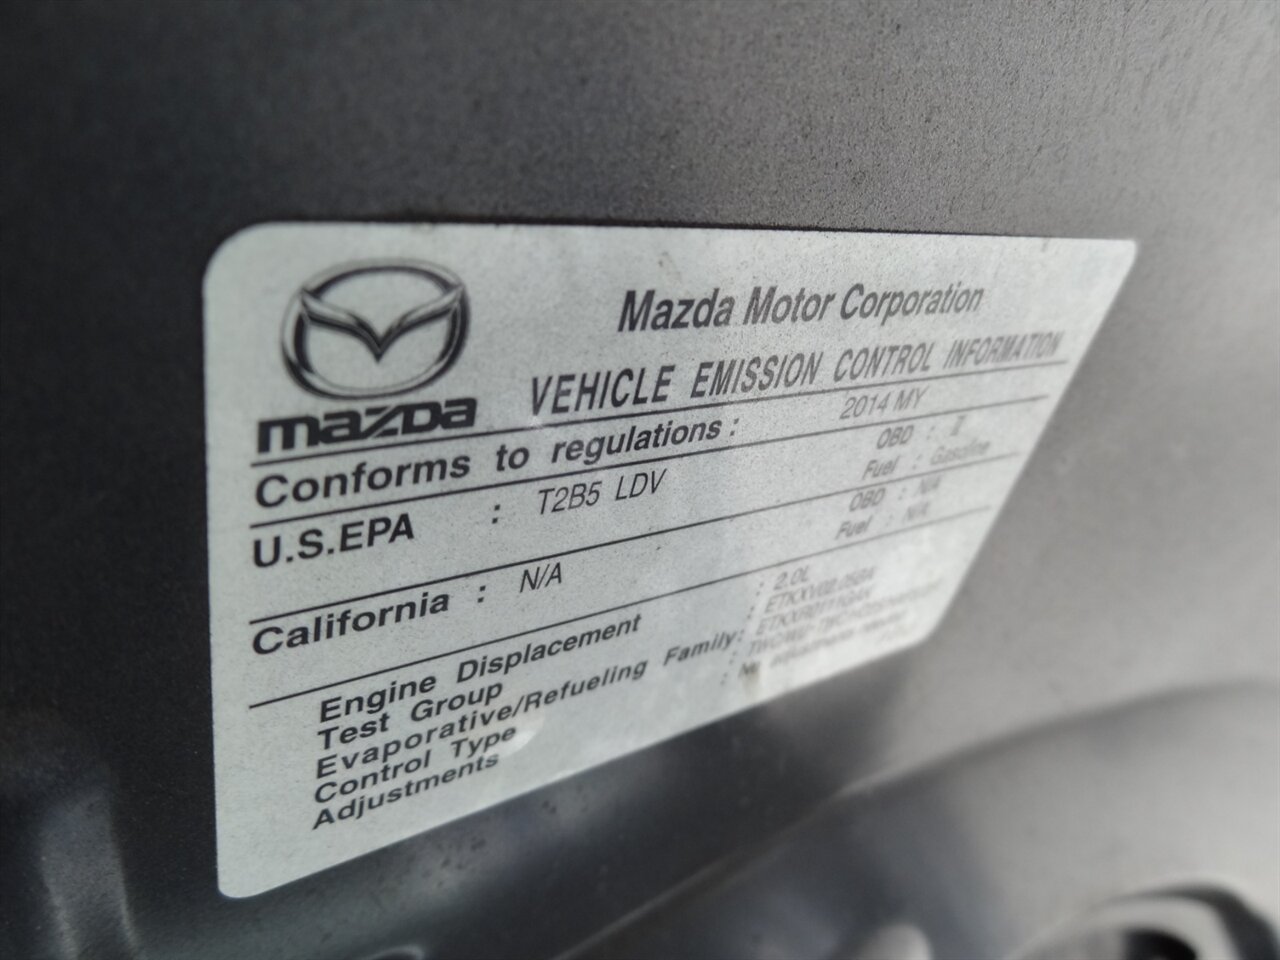 mazda
Mazda Motor Corporation
VEHICLE EMISSION CONTROL INFORMATION
Conforms to regulations : 2014 MY
U.S.EPA : T2B5 LDV OBD : II
Fuel : Gasoline
California : N/A OBD : N/A
Fuel : N/A
Engine Displacement : 2.0L
Test Group :
Evaporative/Refueling Family:
Control Type :
Adjustments :